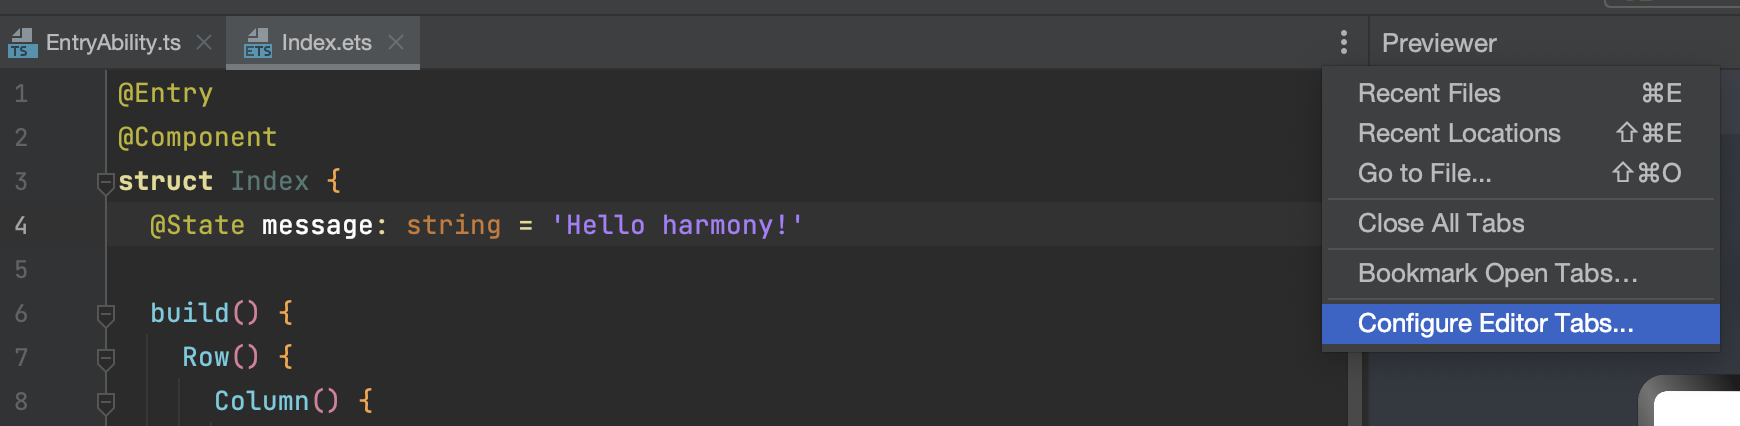 TS EntryAbility.ts
ETS Index.ets
Previewer
1 @Entry
2 @Component
3 struct Index {
4 @State message: string = 'Hello harmony!'
5
6 build() {
7 Row() {
8 Column() {
Recent Files ⌘E
Recent Locations ⇧⌘E
Go to File... ⇧⌘O
Close All Tabs
Bookmark Open Tabs...
Configure Editor Tabs...